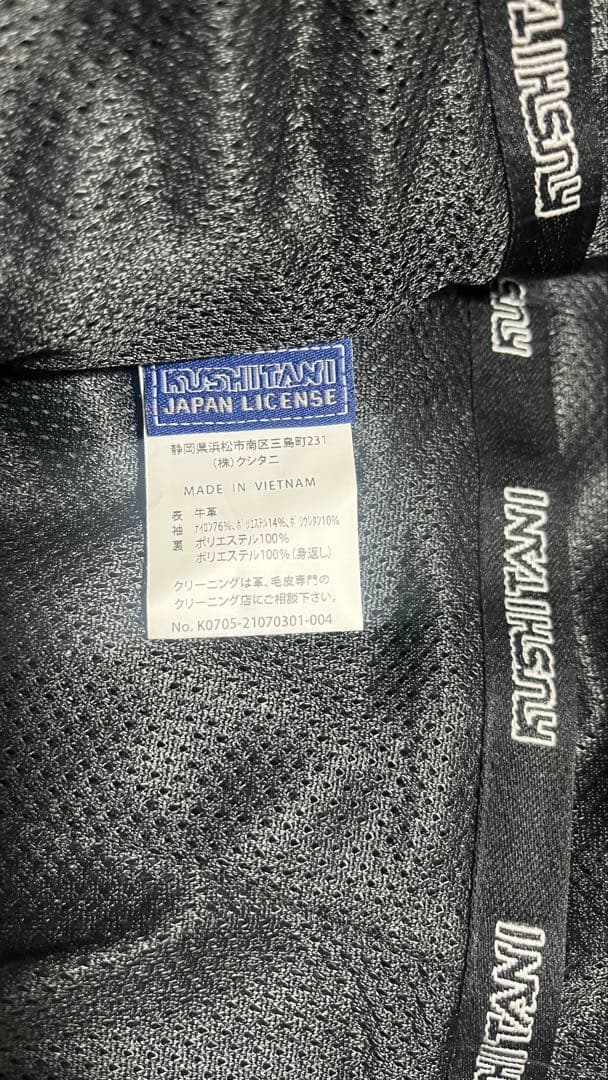 KUSHITANI
KUSHITANI
JAPAN LICENSE
静岡県浜松市南区三島町231
(株)クシタニ
MADE IN VIETNAM
表 牛革
袖 ナイロン76%、ポリエステル14%、ポリウレタン10%
裏 ポリエステル100%
ポリエステル100%(身返し)
クリーニングは革、毛皮専門の
クリーニング店にご相談下さい。
No. K0705-21070301-004
KUSHITANI